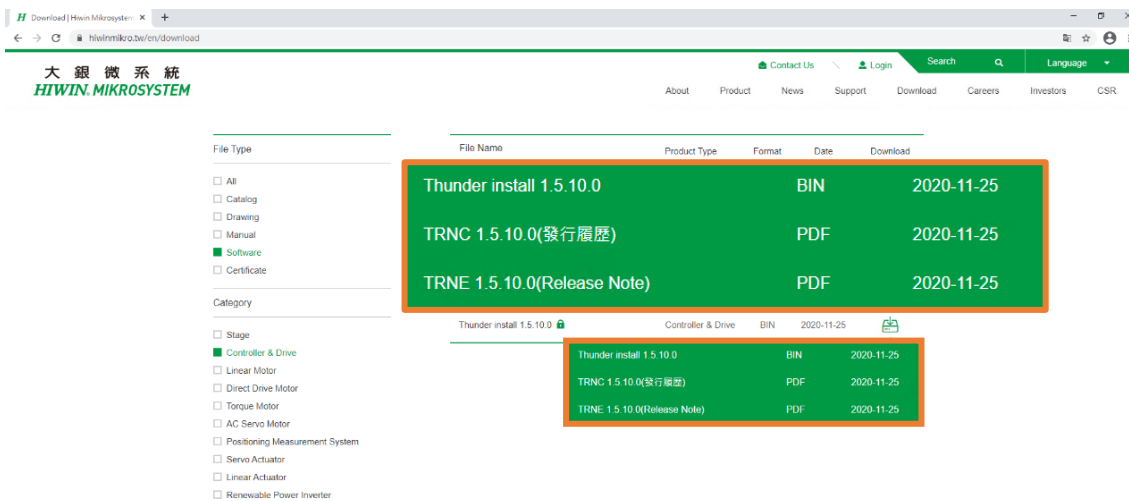 Download | Hiwin Mikrosystem
hiwinmikro.tw/en/download
大銀微系統
HIWIN. MIKROSYSTEM
Contact Us
Login
Search
Language
About
Product
News
Support
Download
Careers
Investors
CSR
File Type
All
Catalog
Drawing
Manual
Software
Certificate
Category
Stage
Controller & Drive
Linear Motor
Direct Drive Motor
Torque Motor
AC Servo Motor
Positioning Measurement System
Servo Actuator
Linear Actuator
Renewable Power Inverter
File Name Product Type Format Date Download
Thunder install 1.5.10.0 BIN 2020-11-25
TRNC 1.5.10.0(發行履歷) PDF 2020-11-25
TRNE 1.5.10.0(Release Note) PDF 2020-11-25
Thunder install 1.5.10.0 Controller & Drive BIN 2020-11-25
Thunder install 1.5.10.0 BIN 2020-11-25
TRNC 1.5.10.0(發行履歷) PDF 2020-11-25
TRNE 1.5.10.0(Release Note) PDF 2020-11-25